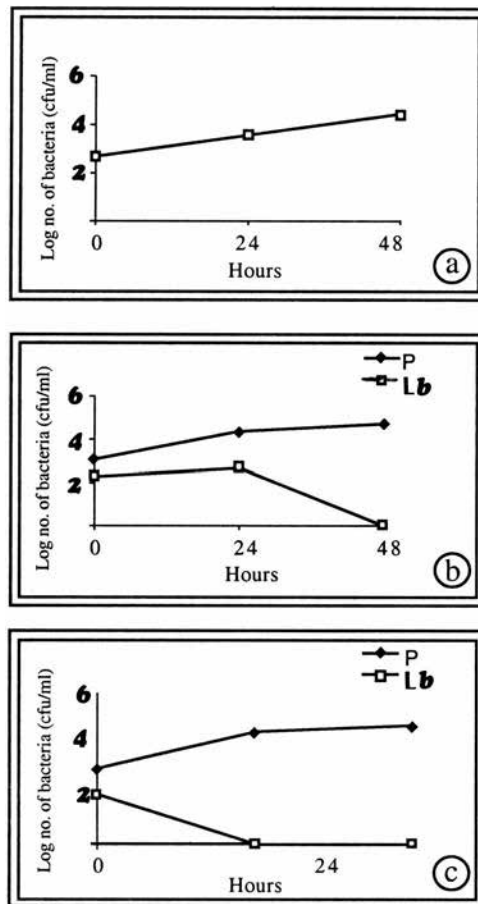 Log no. of bacteria (cfu/ml)
6
4
2
0 24 48
Hours
a
P
Lb
Log no. of bacteria (cfu/ml)
6
4
2
0 24 48
Hours
b
P
Lb
Log no. of bacteria (cfu/ml)
6
4
2
0 24
Hours
c